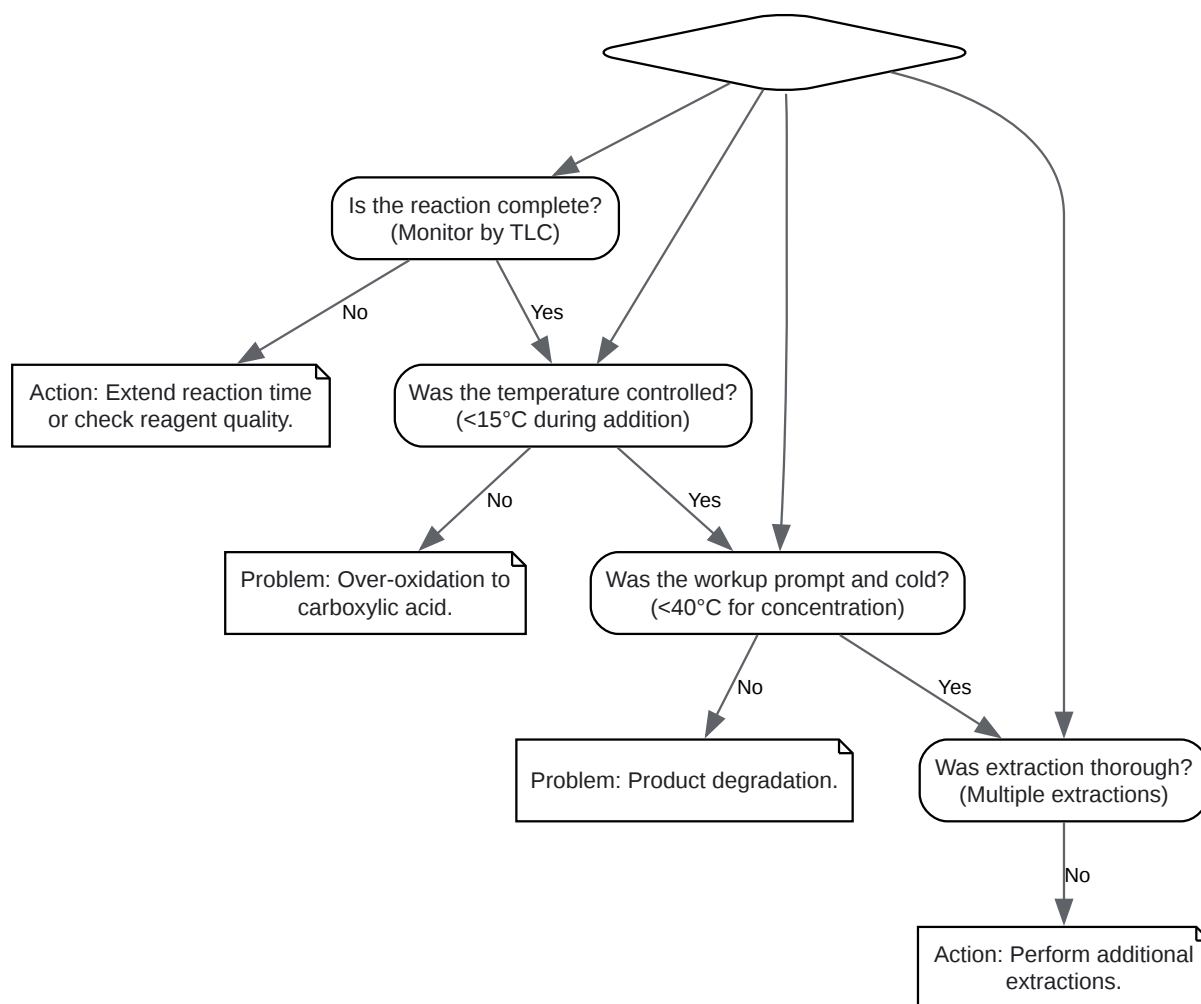 Is the reaction complete?
(Monitor by TLC)
No
Yes
Action: Extend reaction time
or check reagent quality.
Was the temperature controlled?
(<15°C during addition)
No
Yes
Problem: Over-oxidation to
carboxylic acid.
Was the workup prompt and cold?
(<40°C for concentration)
No
Yes
Problem: Product degradation.
Was extraction thorough?
(Multiple extractions)
No
Action: Perform additional
extractions.